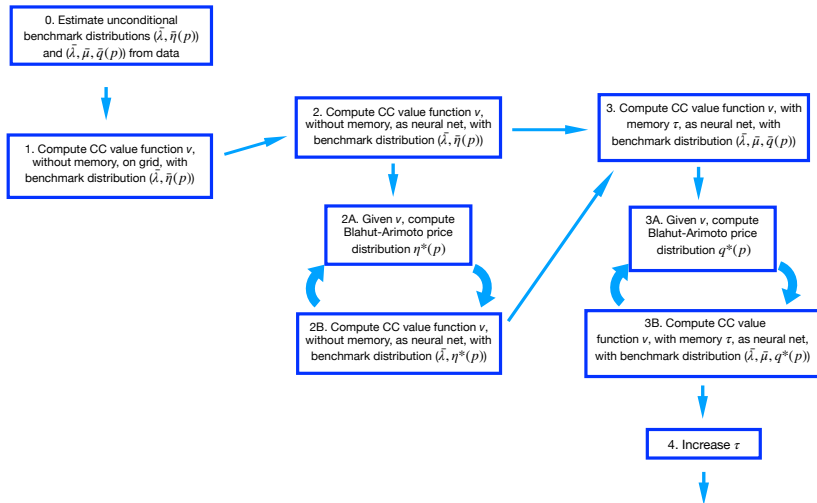 0. Estimate unconditional
benchmark distributions (λ̄, η̄(p))
and (λ̄, μ̄, q̄(p)) from data
1. Compute CC value function v,
without memory, on grid, with
benchmark distribution (λ̄, η̄(p))
2. Compute CC value function v,
without memory, as neural net, with
benchmark distribution (λ̄, η̄(p))
2A. Given v, compute
Blahut-Arimoto price
distribution η*(p)
2B. Compute CC value function v,
without memory, as neural net, with
benchmark distribution (λ̄, η*(p))
3. Compute CC value function v, with
memory τ, as neural net, with
benchmark distribution (λ̄, μ̄, q̄(p))
3A. Given v, compute
Blahut-Arimoto price
distribution q*(p)
3B. Compute CC value
function v, with memory τ, as neural net,
with benchmark distribution (λ̄, μ̄, q*(p))
4. Increase τ